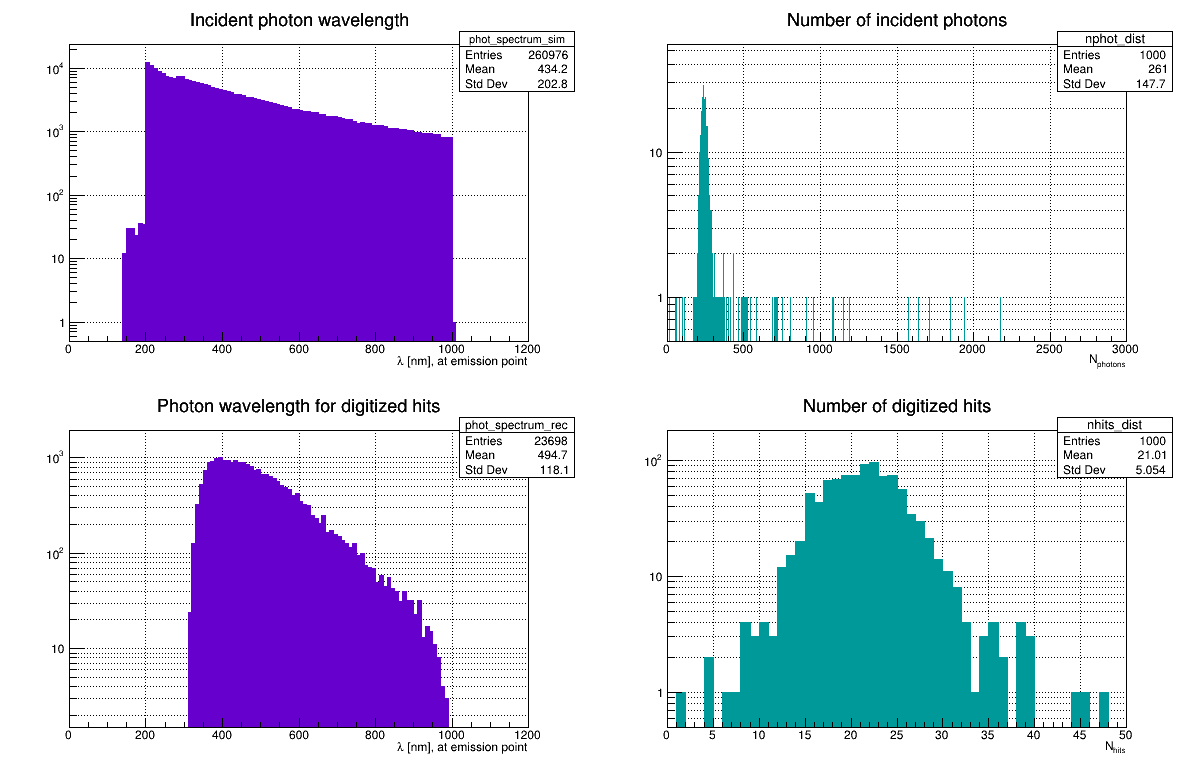 Incident photon wavelength
phot_spectrum_sim
Entries 260976
Mean 434.2
Std Dev 202.8
10^4
10^3
10^2
10
1
0 200 400 600 800 1000 1200
λ [nm], at emission point
Number of incident photons
nphot_dist
Entries 1000
Mean 261
Std Dev 147.7
10
1
0 500 1000 1500 2000 2500 3000
N_photons
Photon wavelength for digitized hits
phot_spectrum_rec
Entries 23698
Mean 494.7
Std Dev 118.1
10^3
10^2
10
0 200 400 600 800 1000 1200
λ [nm], at emission point
Number of digitized hits
nhits_dist
Entries 1000
Mean 21.01
Std Dev 5.054
10^2
10
1
0 5 10 15 20 25 30 35 40 45 50
N_hits